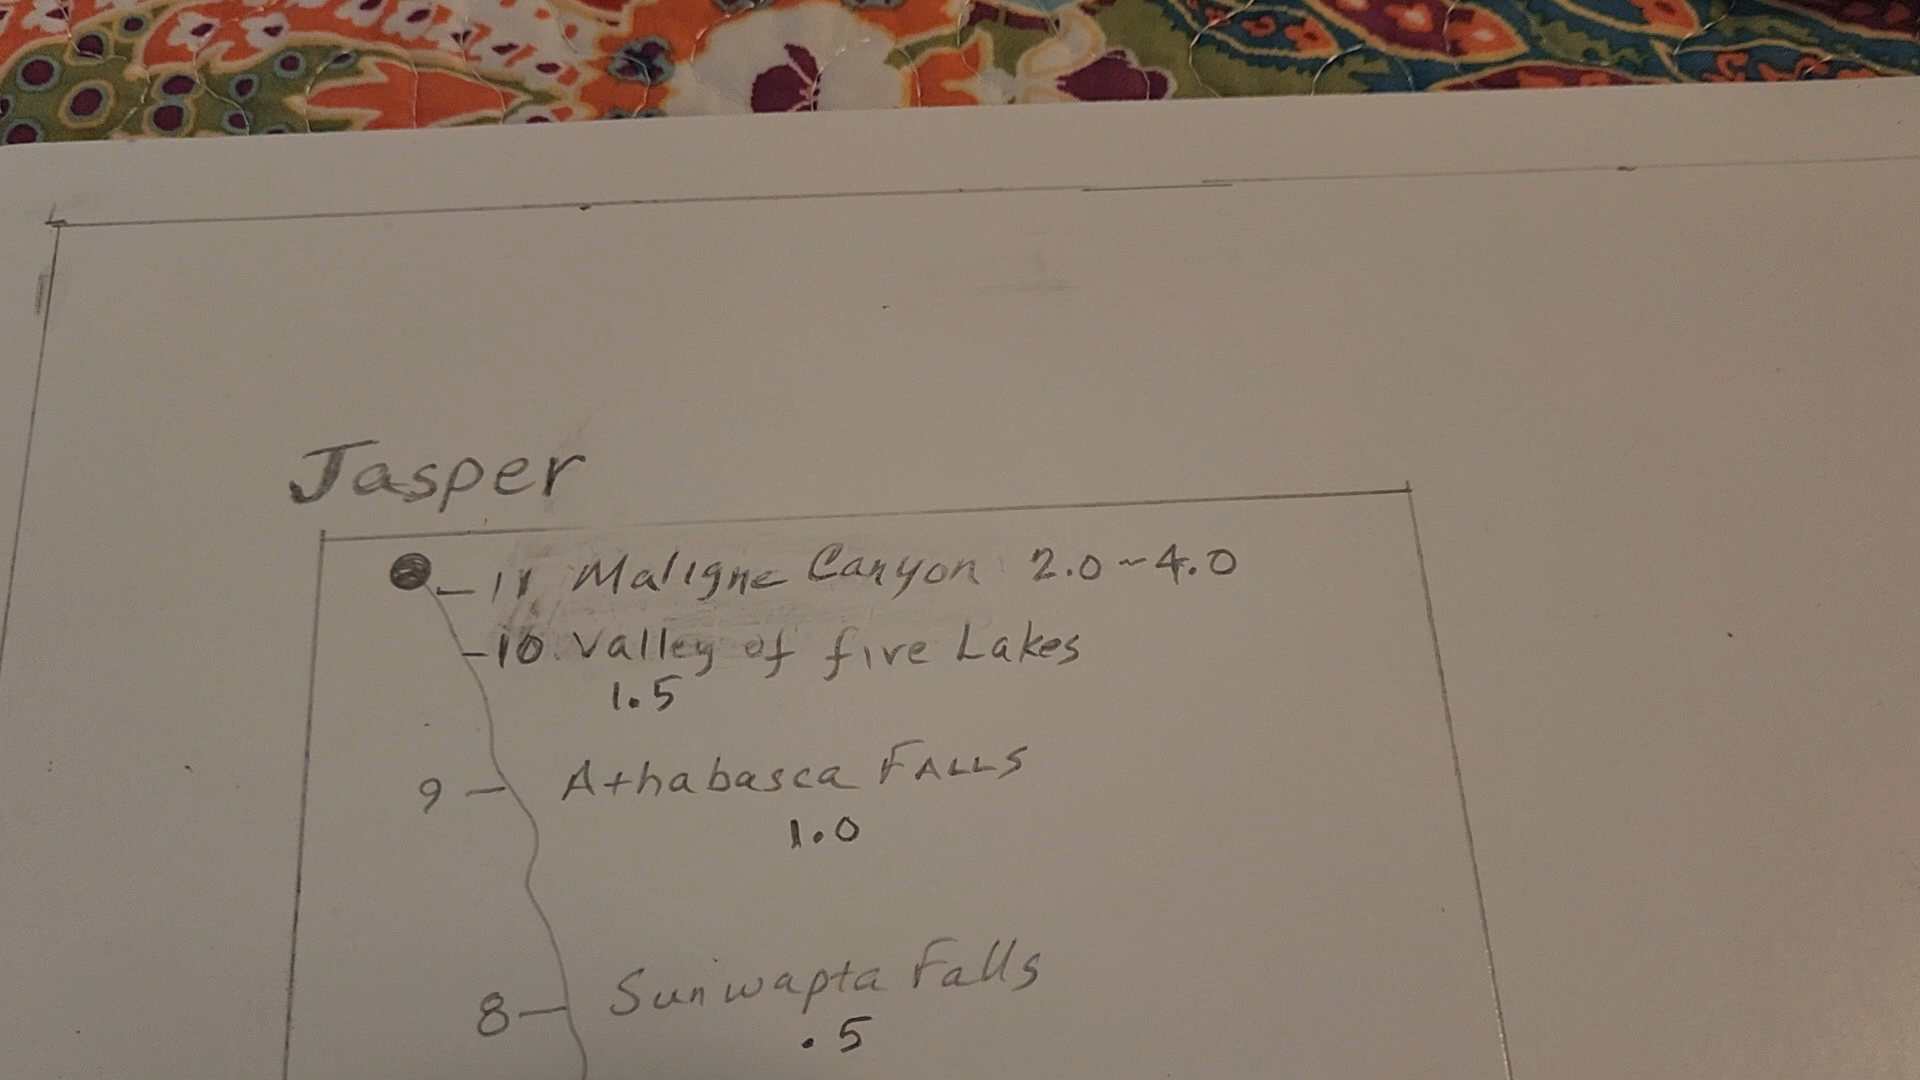 Jasper
11 Maligne Canyon 2.0-4.0
10 Valley of five Lakes
1.5
9 - Athabasca FALLS
1.0
8 - Sunwapta Falls
.5